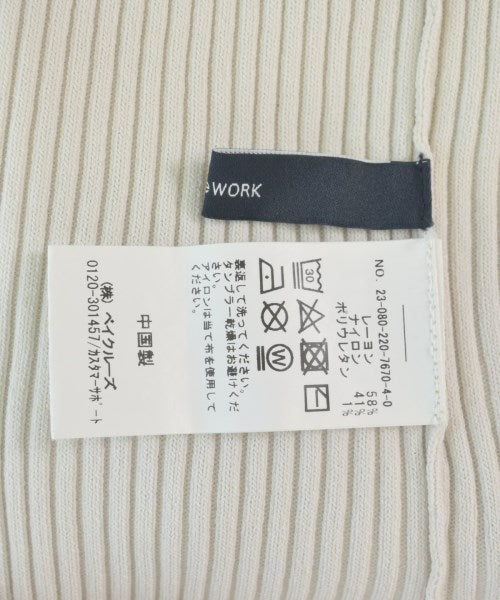 WORK
NO. 23-080-220-7670-4-0
レーヨン 58%
ナイロン 41%
ポリウレタン 1%
30
W
裏返して洗ってください。
タンブラー乾燥はお避けくだ
さい。
アイロンは当て布を使用して
ください。
中国製
(株)ベイクルーズ
0120-301457/カスタマーサポート